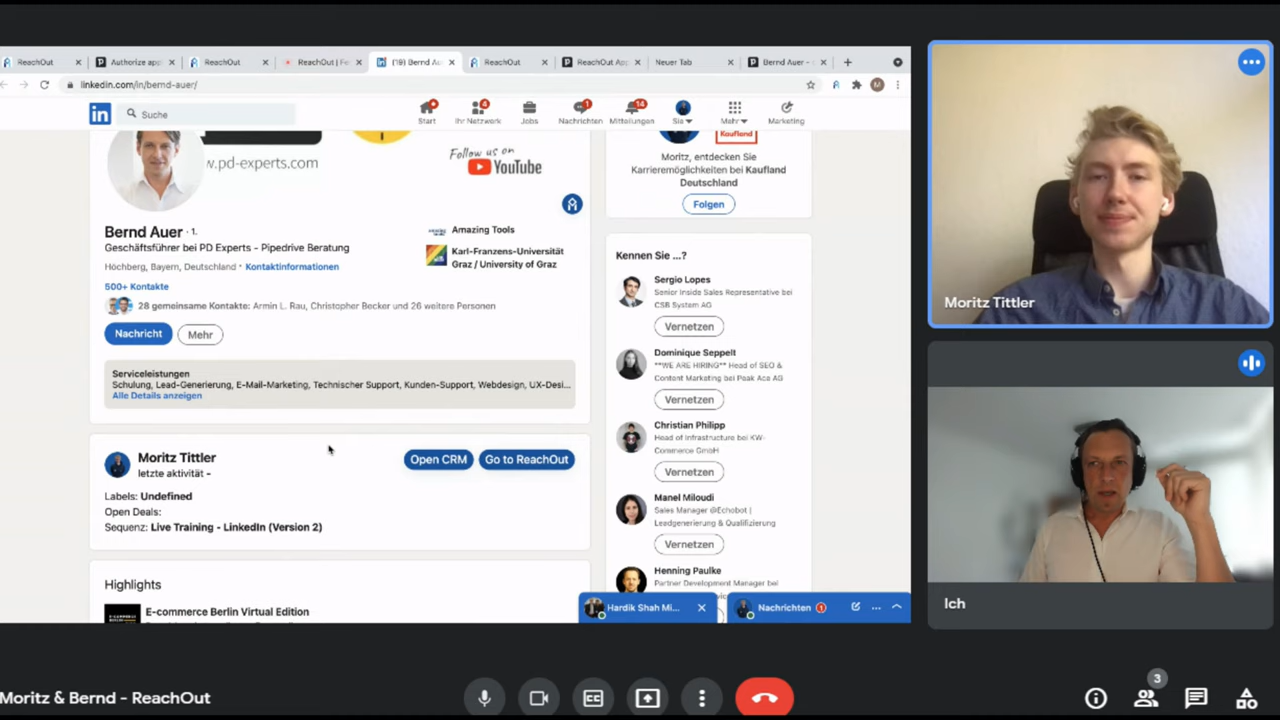 ReachOut
Authorize app
ReachOut
ReachOut | Fe
(19) Bernd Au
ReachOut
ReachOut App
Neuer Tab
Bernd Auer -
linkedin.com/in/bernd-auer/
M
in
Suche
Start
Ihr Netzwerk
4
Jobs
Nachrichten
1
Mitteilungen
14
Sie
Mehr
Marketing
w.pd-experts.com
Follow us on
YouTube
Bernd Auer · 1.
Geschäftsführer bei PD Experts - Pipedrive Beratung
Höchberg, Bayern, Deutschland · Kontaktinformationen
500+ Kontakte
28 gemeinsame Kontakte: Armin L. Rau, Christopher Becker und 26 weitere Personen
Nachricht
Mehr
Amazing Tools
Karl-Franzens-Universität
Graz / University of Graz
Serviceleistungen
Schulung, Lead-Generierung, E-Mail-Marketing, Technischer Support, Kunden-Support, Webdesign, UX-Desi...
Alle Details anzeigen
Moritz Tittler
letzte aktivität -
Open CRM
Go to ReachOut
Labels: Undefined
Open Deals:
Sequenz: Live Training - LinkedIn (Version 2)
Highlights
E-commerce Berlin Virtual Edition
Kaufland
Moritz, entdecken Sie
Karrieremöglichkeiten bei Kaufland
Deutschland
Folgen
Kennen Sie ...?
Sergio Lopes
Senior Inside Sales Representative bei
CSB System AG
Vernetzen
Dominique Seppelt
**WE ARE HIRING** Head of SEO &
Content Marketing bei Peak Ace AG
Vernetzen
Christian Philipp
Head of Infrastructure bei KW-
Commerce GmbH
Vernetzen
Manel Miloudi
Sales Manager @Echobot |
Leadgenerierung & Qualifizierung
Vernetzen
Henning Paulke
Partner Development Manager bei
Hardik Shah Mi...
Nachrichten
1
Moritz Tittler
Ich
Moritz & Bernd - ReachOut
3